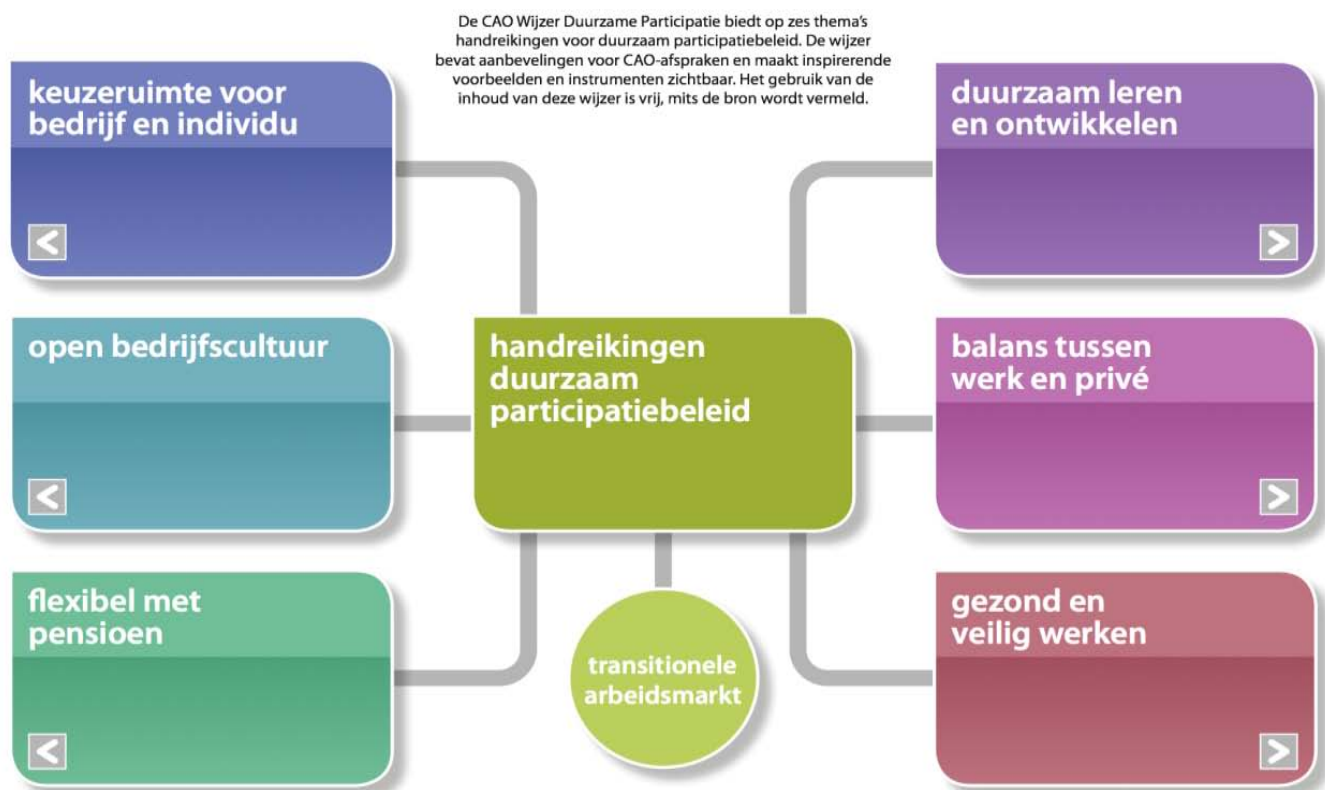 De CAO Wijzer Duurzame Participatie biedt op zes thema's
handreikingen voor duurzaam participatiebeleid. De wijzer
bevat aanbevelingen voor CAO-afspraken en maakt inspirerende
voorbeelden en instrumenten zichtbaar. Het gebruik van de
inhoud van deze wijzer is vrij, mits de bron wordt vermeld.
keuzeruimte voor
bedrijf en individu
duurzaam leren
en ontwikkelen
open bedrijfscultuur
handreikingen
duurzaam
participatiebeleid
balans tussen
werk en privé
flexibel met
pensioen
transitionele
arbeidsmarkt
gezond en
veilig werken